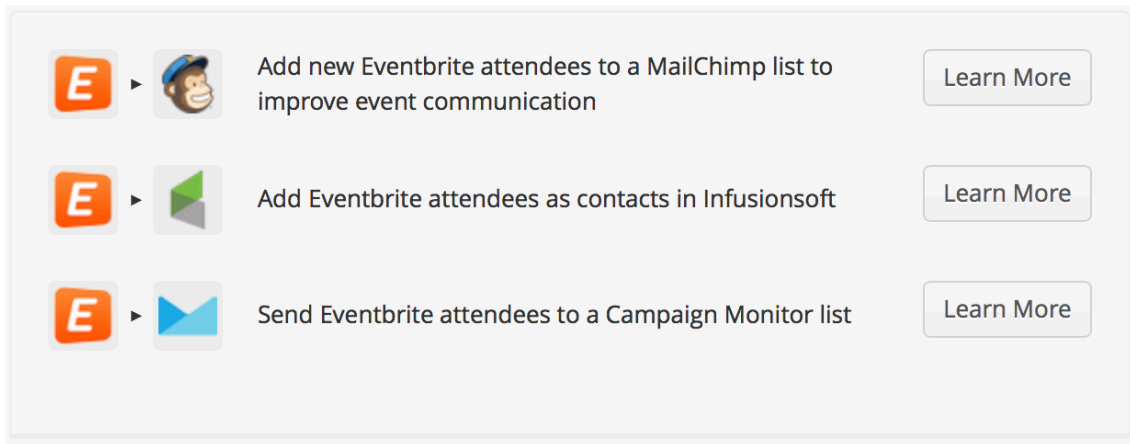 E
Add new Eventbrite attendees to a MailChimp list to
improve event communication
Learn More
E
Add Eventbrite attendees as contacts in Infusionsoft
Learn More
E
Send Eventbrite attendees to a Campaign Monitor list
Learn More